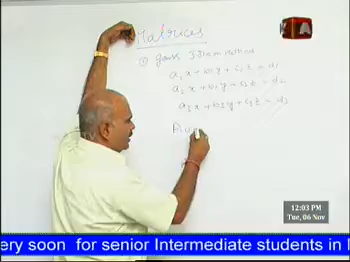 Matrices
① Gauss Jordan method
a₁x + b₁y + c₁z = d₁
a₂x + b₂y + c₂z = d₂
a₃x + b₃y + c₃z = d₃
Au
12:03 PM
Tue, 06 Nov
ery soon for senior Intermediate students in